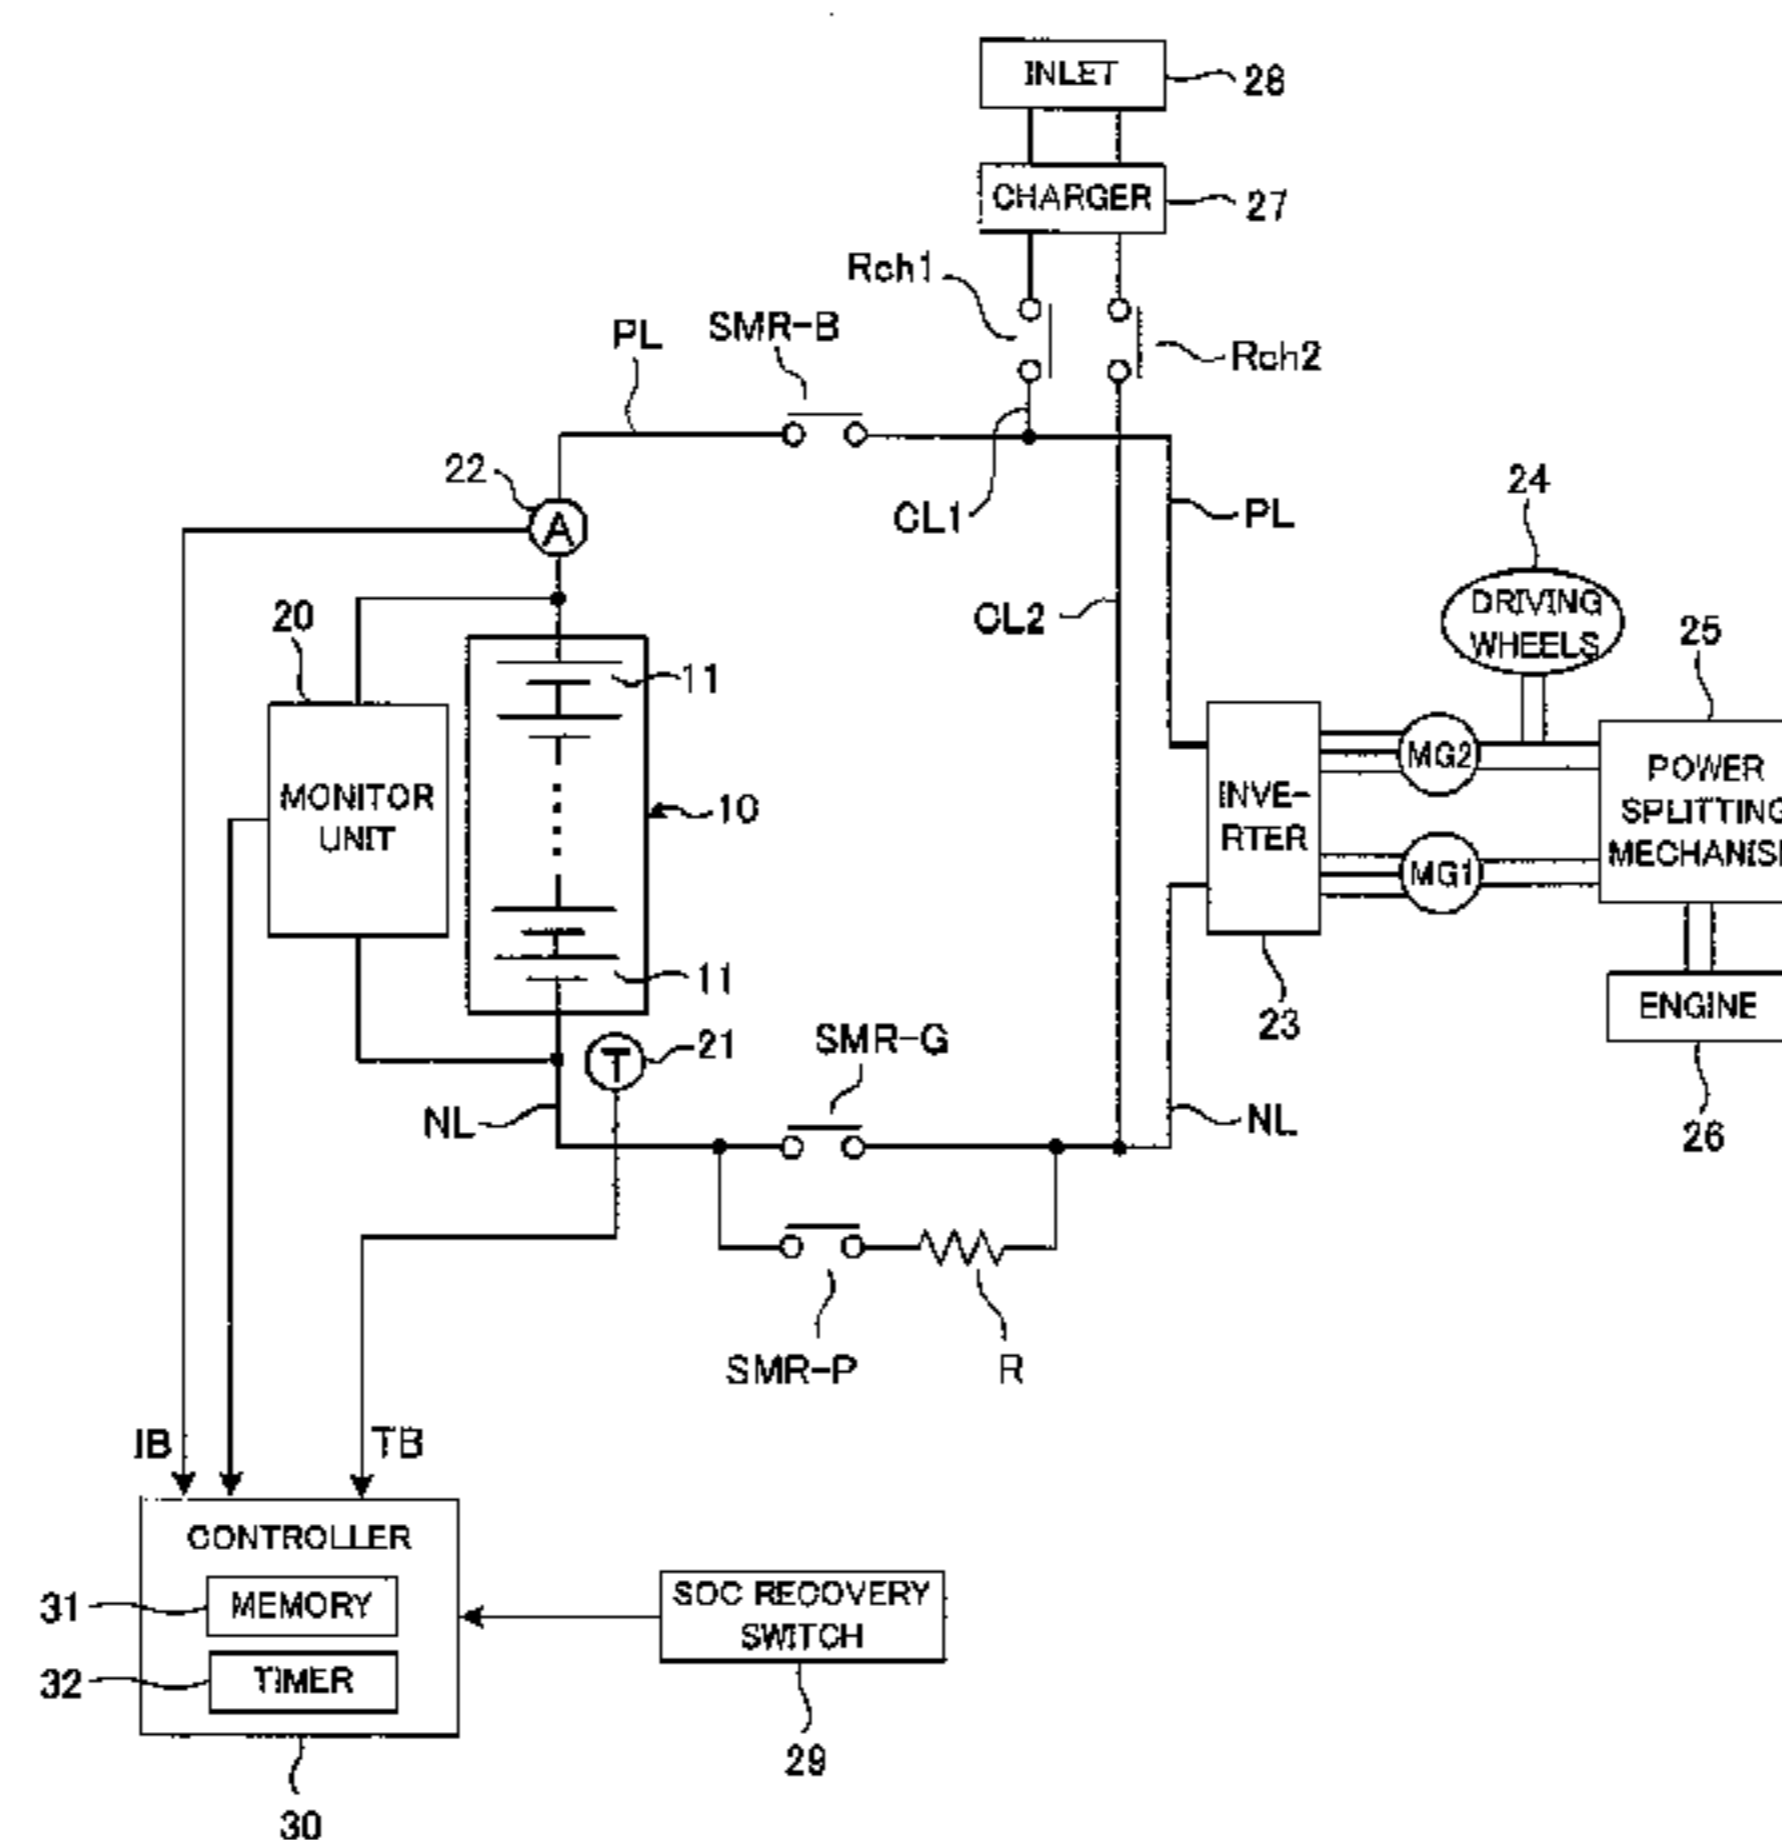 INLET
28
CHARGER
27
Rch1
SMR-B
PL
Rch2
22
A
CL1
PL
24
CL2
DRIVING
WHEELS
20
25
11
MONITOR
UNIT
10
INVE-
RTER
MG2
MG1
POWER
SPLITTING
MECHANIS
11
23
ENGINE
21
T
SMR-G
NL
NL
26
SMR-P
R
IB
TB
CONTROLLER
31
MEMORY
SOC RECOVERY
SWITCH
32
TIMER
29
30